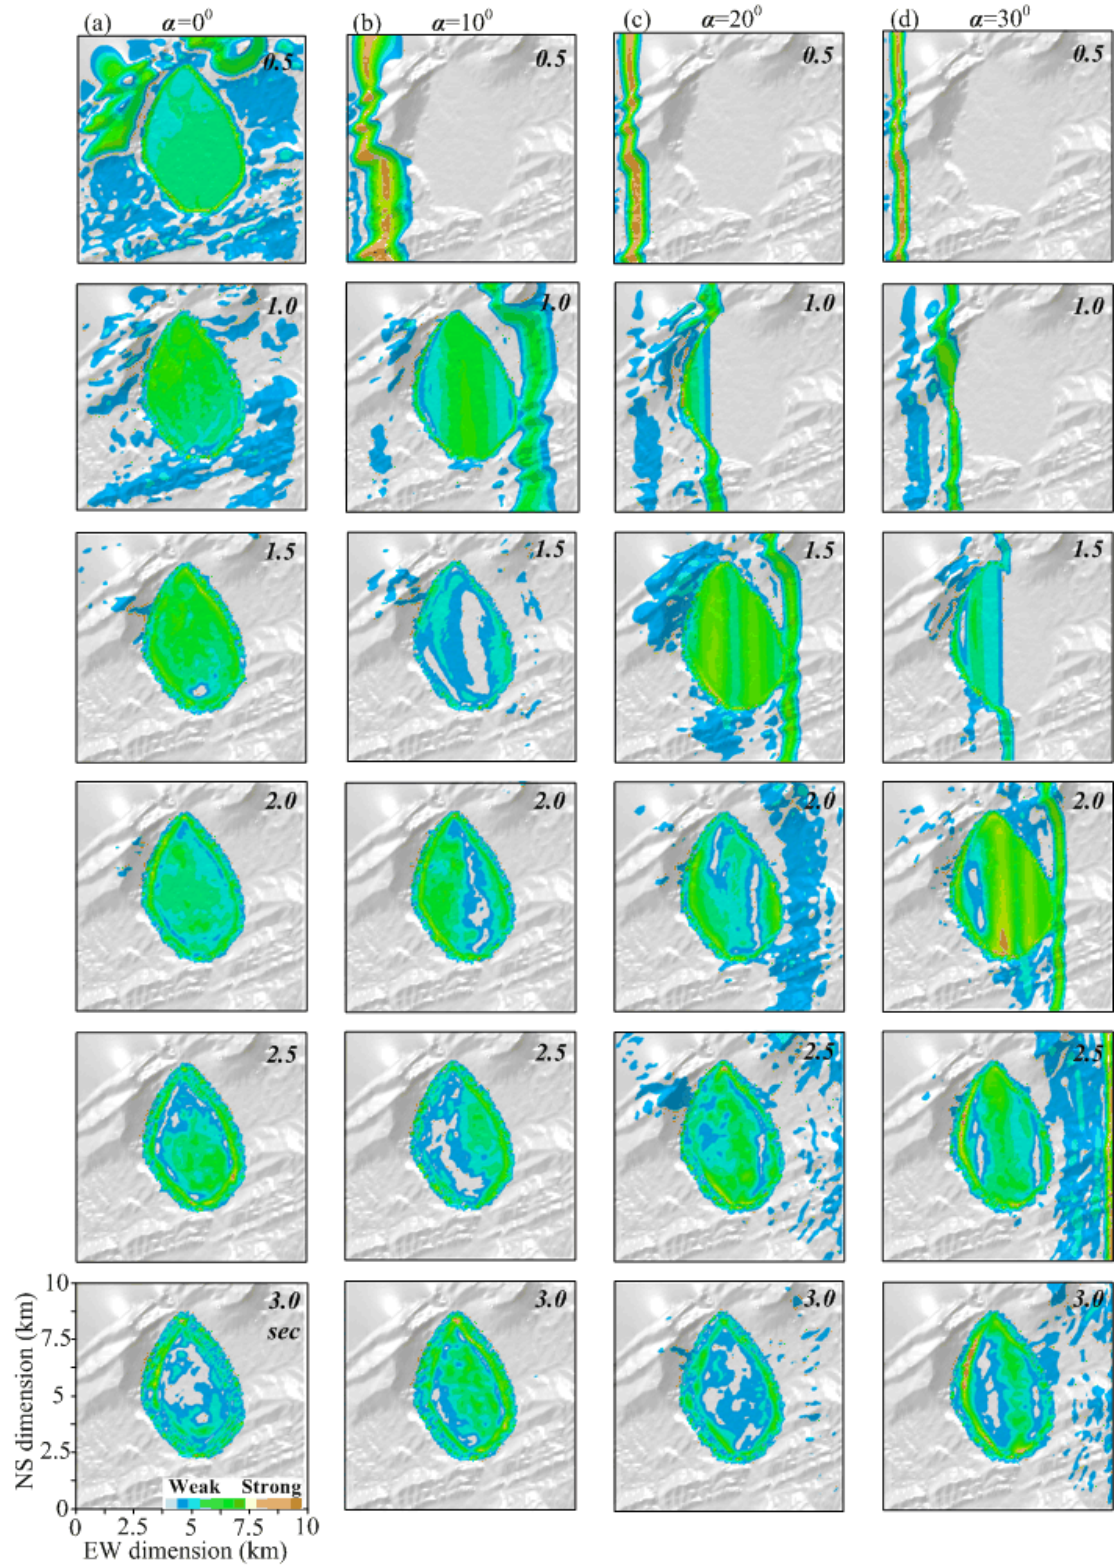 (a) α=0⁰ (b) α=10⁰ (c) α=20⁰ (d) α=30⁰
0.5 0.5 0.5 0.5
1.0 1.0 1.0 1.0
1.5 1.5 1.5 1.5
2.0 2.0 2.0 2.0
2.5 2.5 2.5 2.5
10 3.0 3.0 3.0 3.0
sec
7.5
5
2.5
NS dimension (km)
Weak Strong
0
0 2.5 5 7.5 10
EW dimension (km)